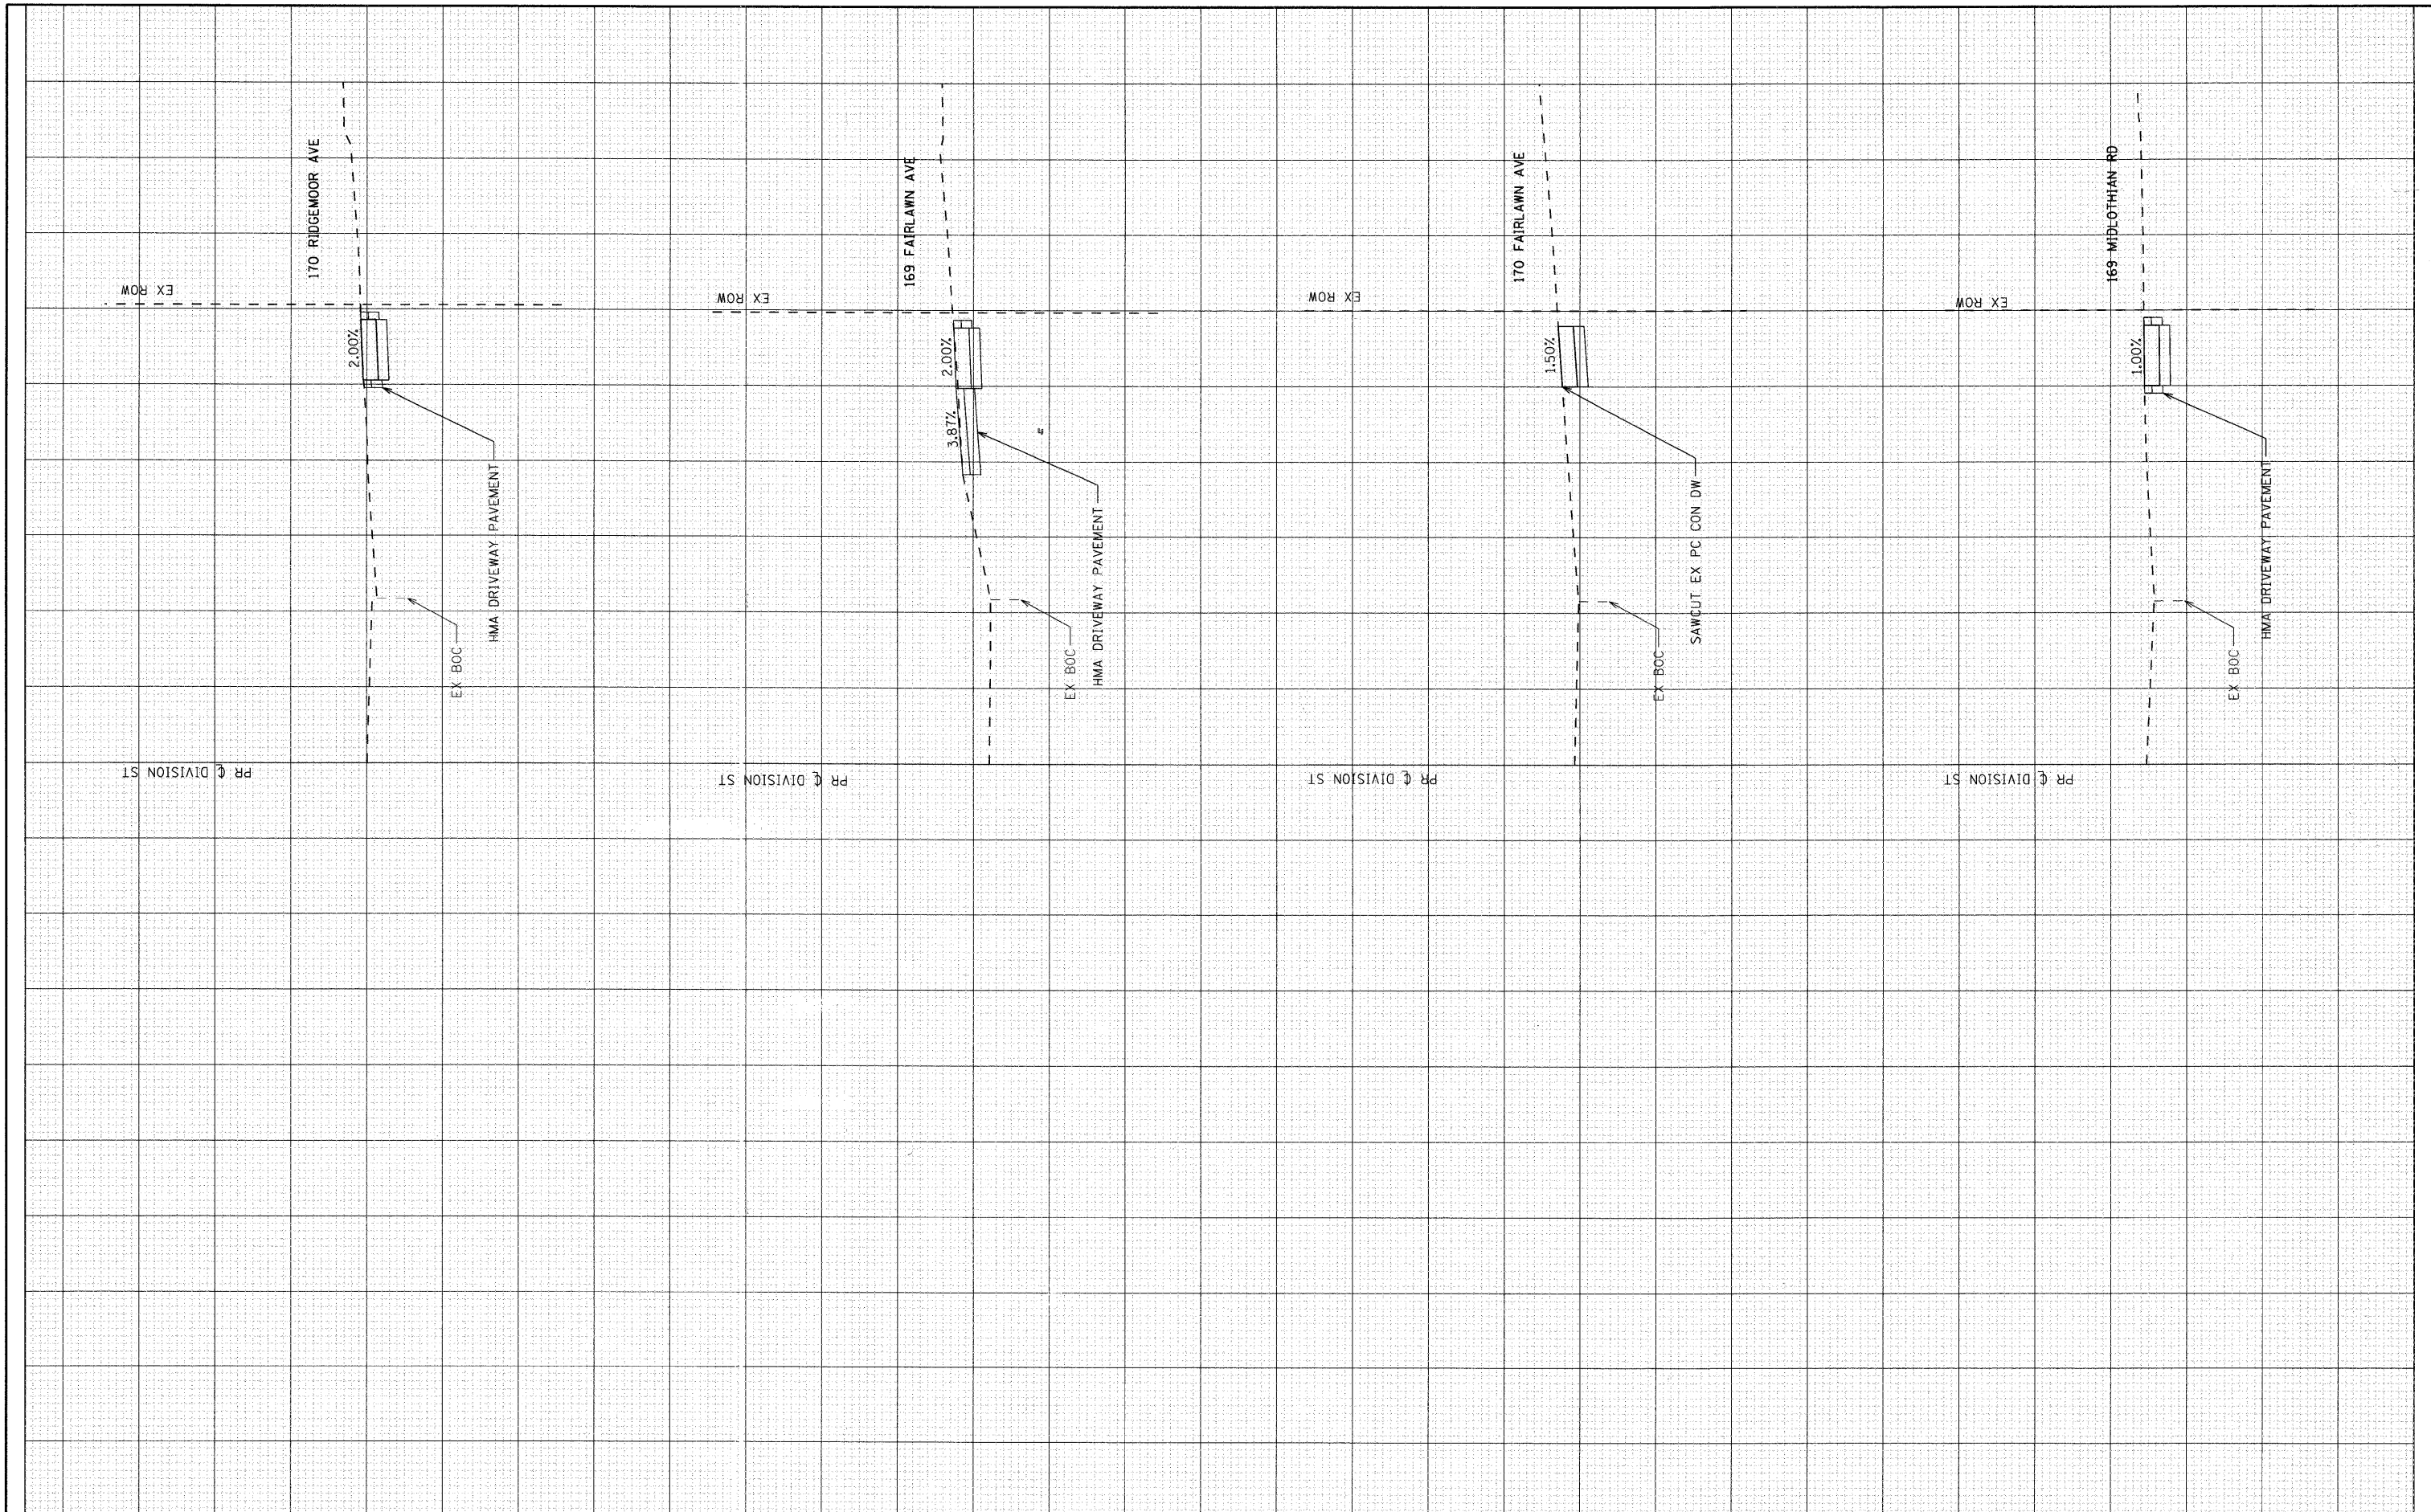 170 RIDGEMOOR AVE
EX ROW
2.00%
HMA DRIVEWAY PAVEMENT
EX BOC
PR ℄ DIVISION ST
169 FAIRLAWN AVE
EX ROW
2.00%
3.87%
HMA DRIVEWAY PAVEMENT
EX BOC
PR ℄ DIVISION ST
170 FAIRLAWN AVE
EX ROW
1.50%
SAWCUT EX PC CON DW
EX BOC
PR ℄ DIVISION ST
169 MIDLOTHIAN RD
EX ROW
1.00%
HMA DRIVEWAY PAVEMENT
EX BOC
PR ℄ DIVISION ST